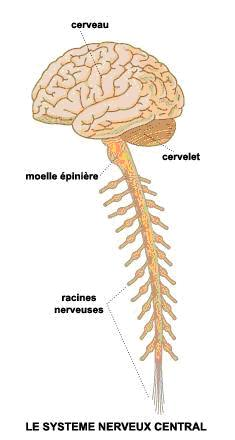 cerveau
cervelet
moelle épinière
racines
nerveuses
LE SYSTEME NERVEUX CENTRAL